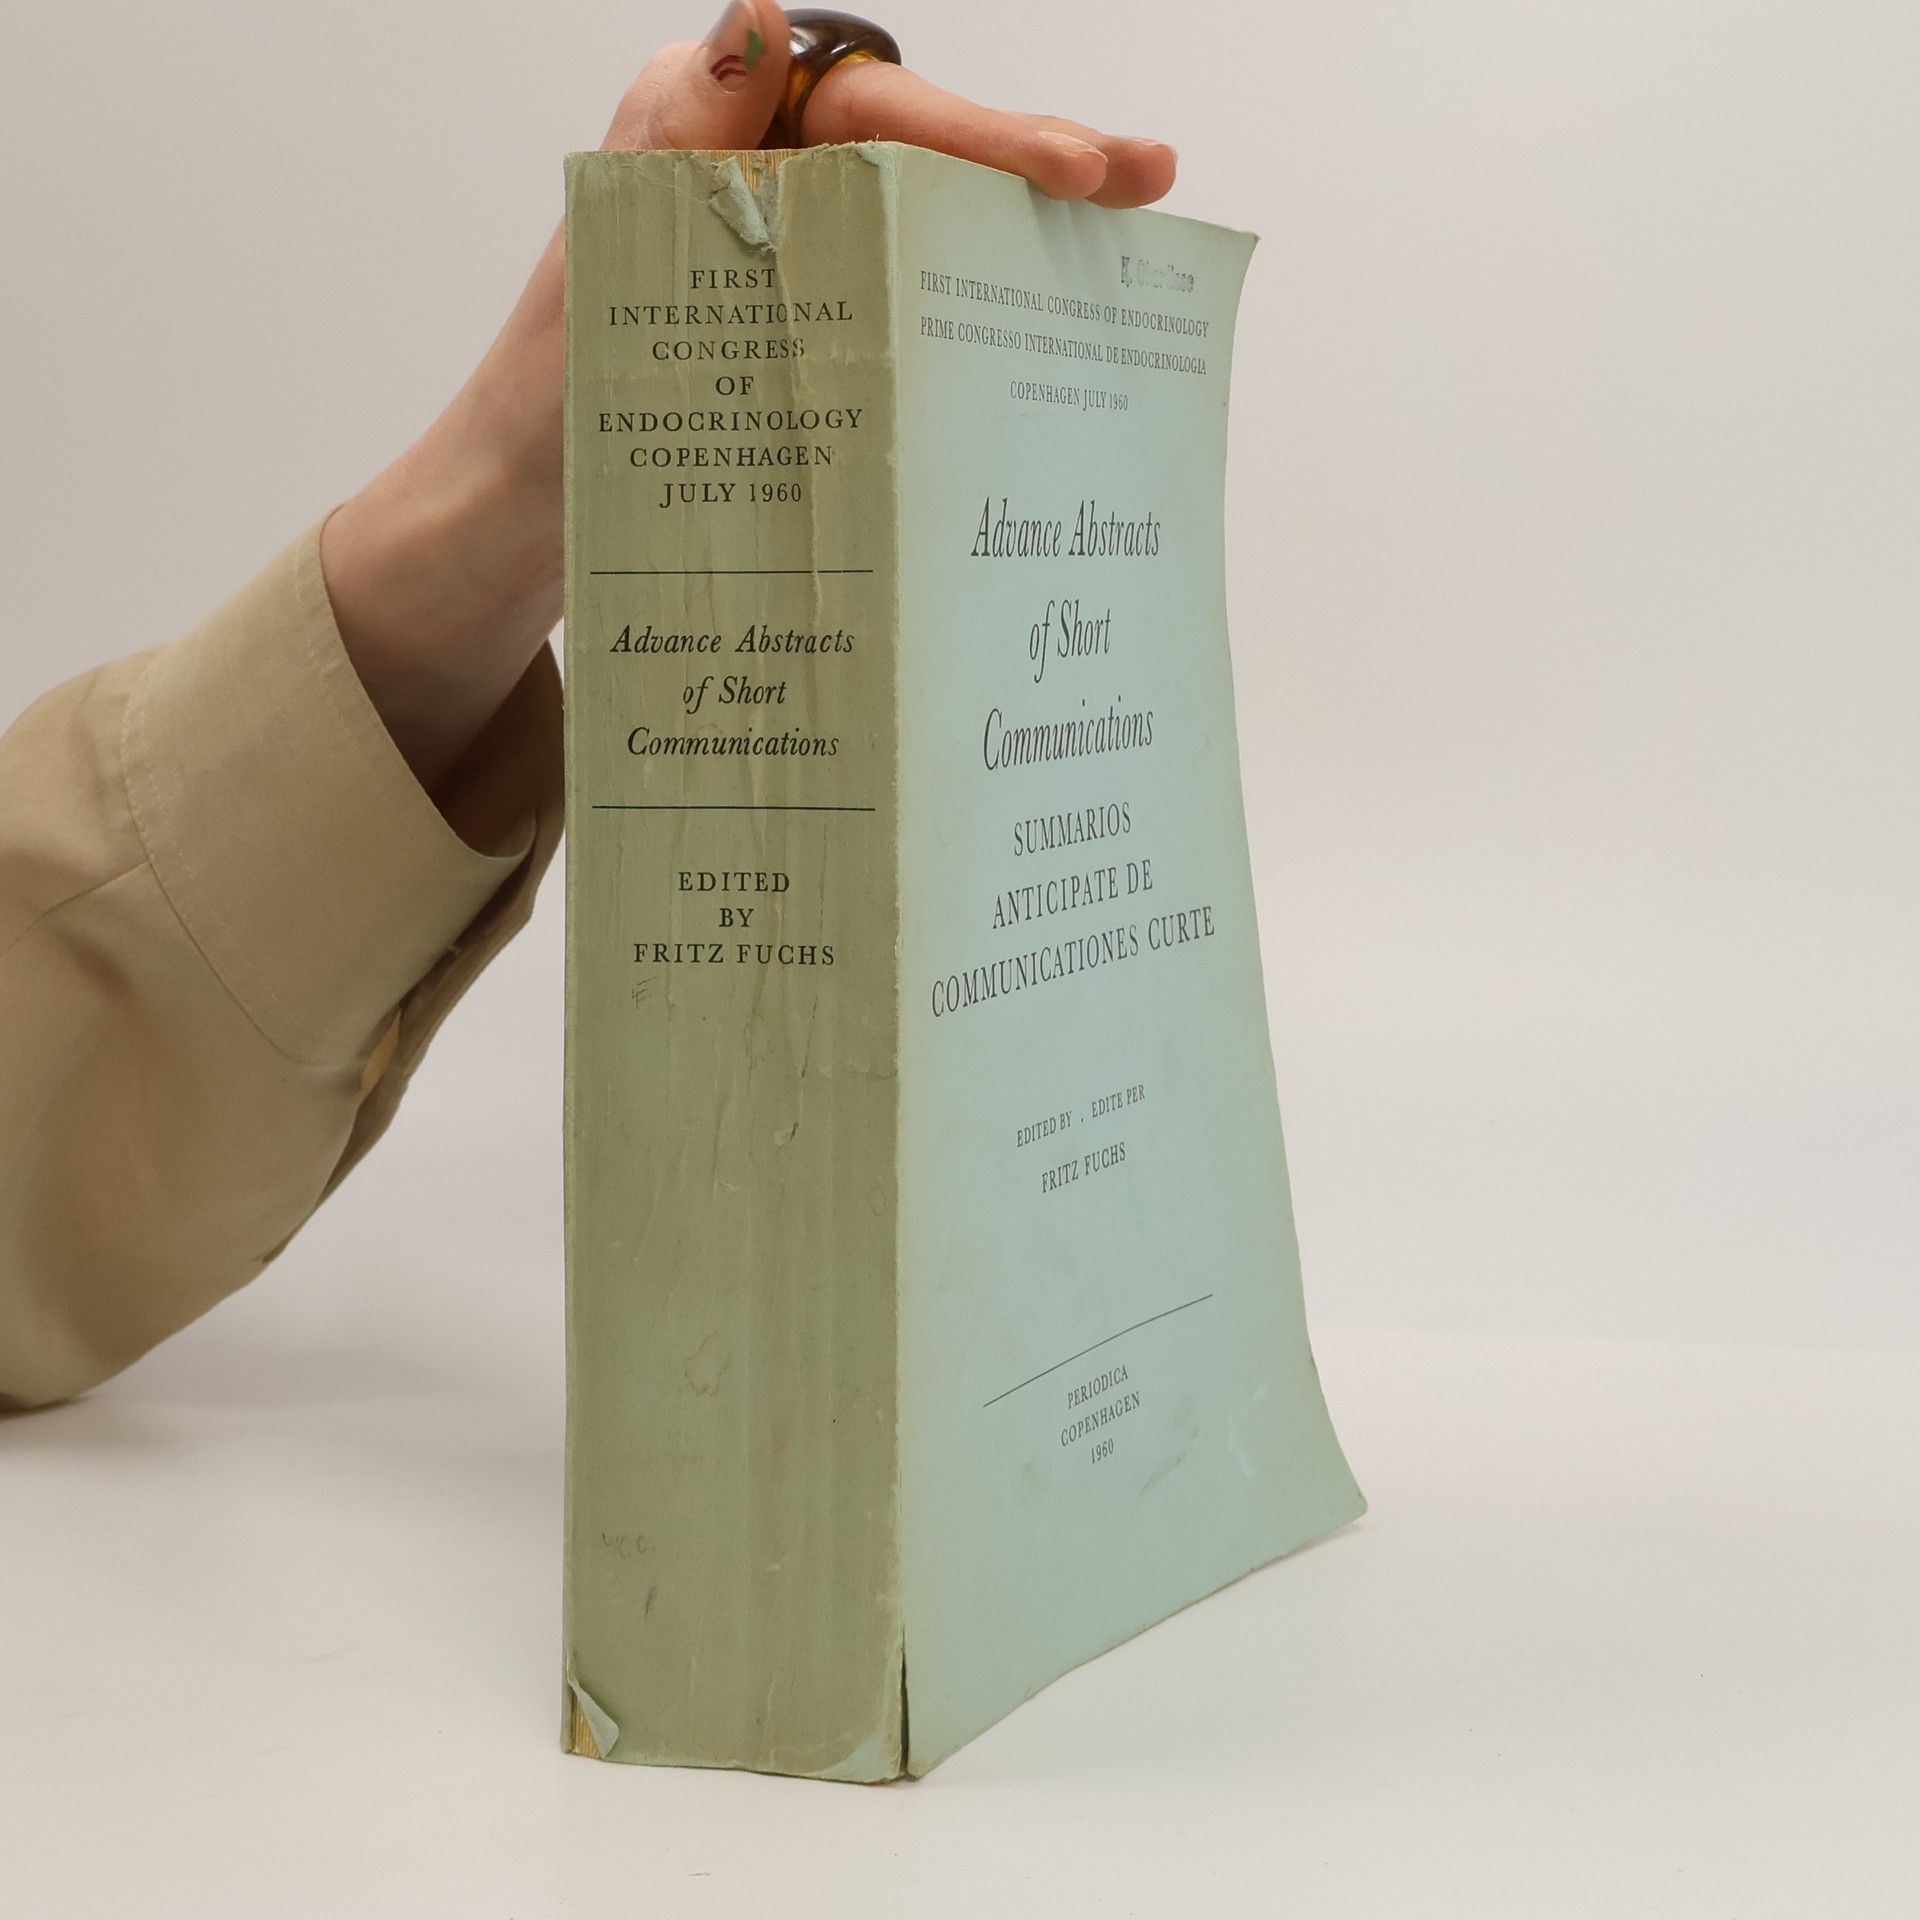 FIRST
INTERNATIONAL
CONGRESS
OF
ENDOCRINOLOGY
COPENHAGEN
JULY 1960
Advance Abstracts
of Short
Communications
EDITED
BY
FRITZ FUCHS
K.
FIRST INTERNATIONAL CONGRESS OF ENDOCRINOLOGY
PRIME CONGRESSO INTERNATIONAL DE ENDOCRINOLOGIA
COPENHAGEN JULY 1960
Advance Abstracts
of Short
Communications
SUMMARIOS
ANTICIPATE DE
COMMUNICATIONES CURTE
EDITED BY . EDITE PER
FRITZ FUCHS
PERIODICA
COPENHAGEN
1960